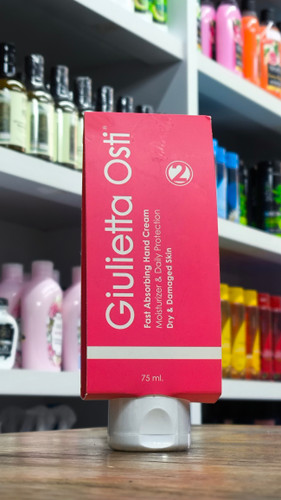 Giulietta Osti®
Fast Absorbing Hand Cream
Moisturizer & Daily Protection
Dry & Damaged Skin
2
75 ml.